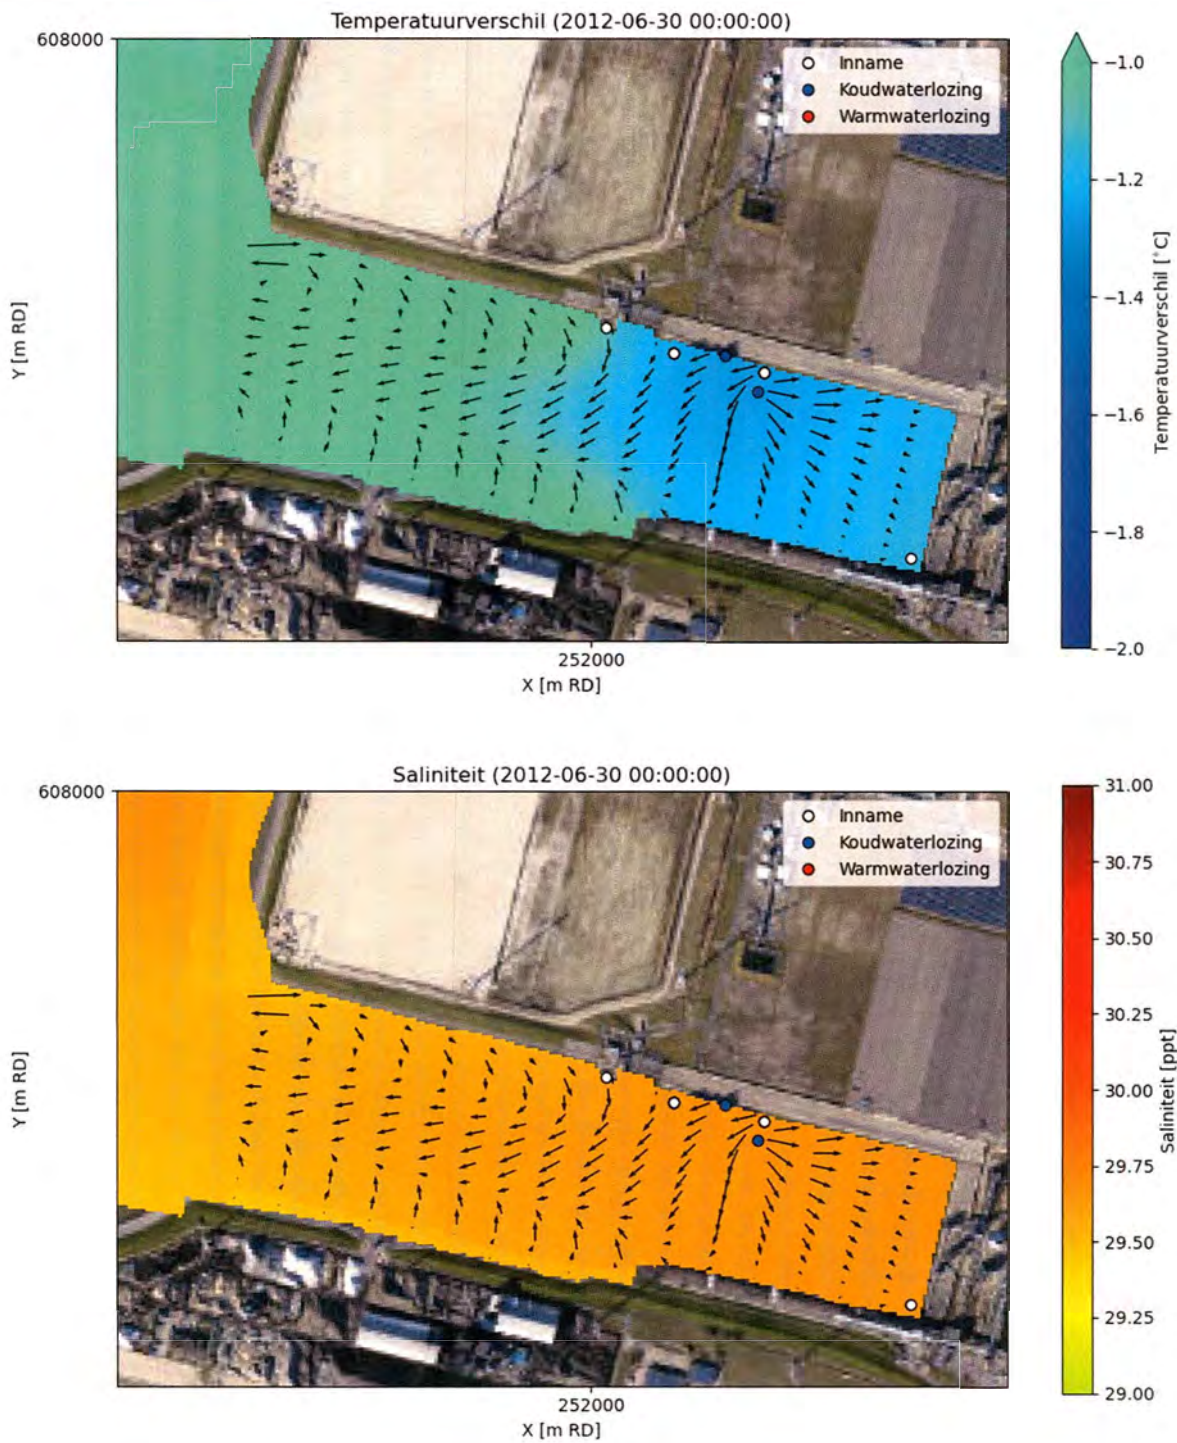 Temperatuurverschil (2012-06-30 00:00:00)
608000
Inname
Koudwaterlozing
Warmwaterlozing
−1.0
−1.2
−1.4
−1.6
−1.8
−2.0
Temperatuurverschil [°C]
Y [m RD]
252000
X [m RD]
Saliniteit (2012-06-30 00:00:00)
608000
Inname
Koudwaterlozing
Warmwaterlozing
31.00
30.75
30.50
30.25
30.00
29.75
29.50
29.25
29.00
Saliniteit [ppt]
Y [m RD]
252000
X [m RD]